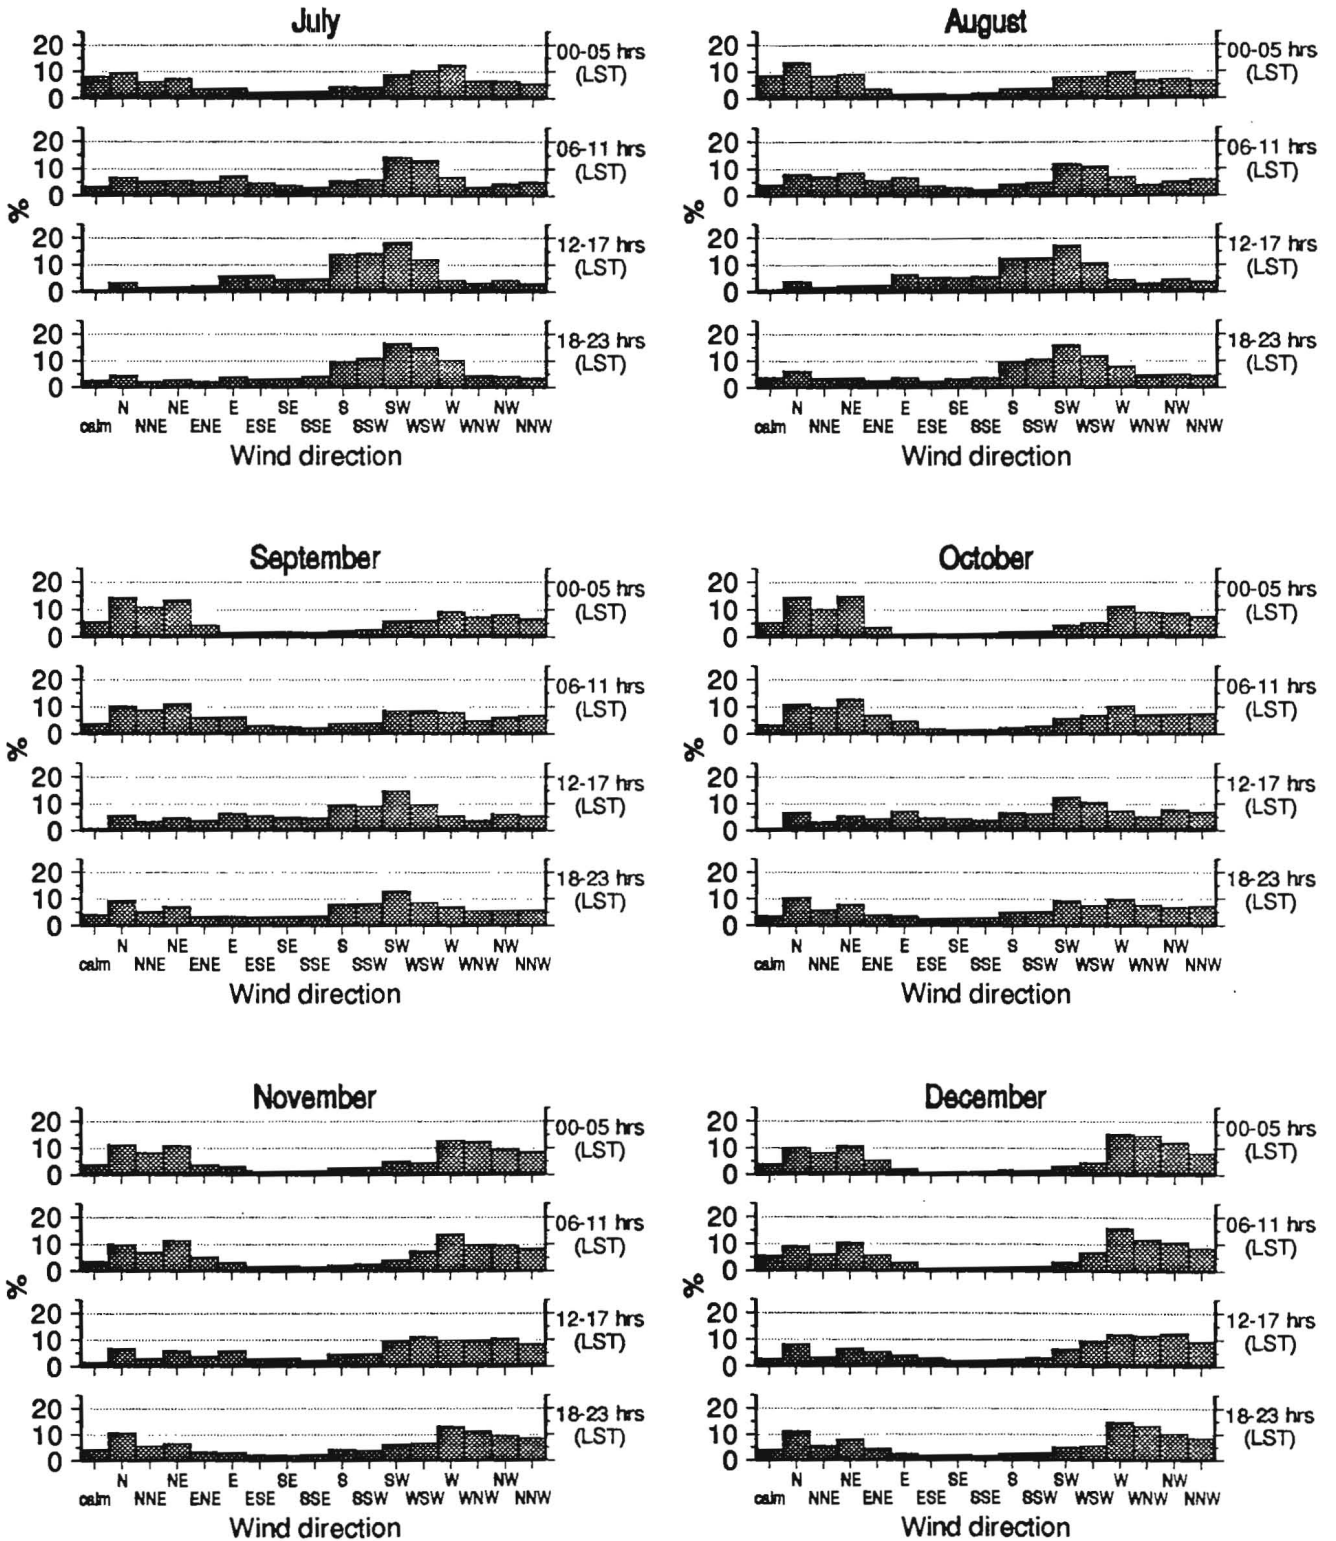 July
20
10
0
00-05 hrs
(LST)
20
10
0
06-11 hrs
(LST)
%
20
10
0
12-17 hrs
(LST)
20
10
0
18-23 hrs
(LST)
N NE E SE S SW W NW
calm NNE ENE ESE SSE SSW WSW WNW NNW
Wind direction
August
20
10
0
00-05 hrs
(LST)
20
10
0
06-11 hrs
(LST)
%
20
10
0
12-17 hrs
(LST)
20
10
0
18-23 hrs
(LST)
N NE E SE S SW W NW
calm NNE ENE ESE SSE SSW WSW WNW NNW
Wind direction
September
20
10
0
00-05 hrs
(LST)
20
10
0
06-11 hrs
(LST)
%
20
10
0
12-17 hrs
(LST)
20
10
0
18-23 hrs
(LST)
N NE E SE S SW W NW
calm NNE ENE ESE SSE SSW WSW WNW NNW
Wind direction
October
20
10
0
00-05 hrs
(LST)
20
10
0
06-11 hrs
(LST)
%
20
10
0
12-17 hrs
(LST)
20
10
0
18-23 hrs
(LST)
N NE E SE S SW W NW
calm NNE ENE ESE SSE SSW WSW WNW NNW
Wind direction
November
20
10
0
00-05 hrs
(LST)
20
10
0
06-11 hrs
(LST)
%
20
10
0
12-17 hrs
(LST)
20
10
0
18-23 hrs
(LST)
N NE E SE S SW W NW
calm NNE ENE ESE SSE SSW WSW WNW NNW
Wind direction
December
20
10
0
00-05 hrs
(LST)
20
10
0
06-11 hrs
(LST)
%
20
10
0
12-17 hrs
(LST)
20
10
0
18-23 hrs
(LST)
N NE E SE S SW W NW
calm NNE ENE ESE SSE SSW WSW WNW NNW
Wind direction